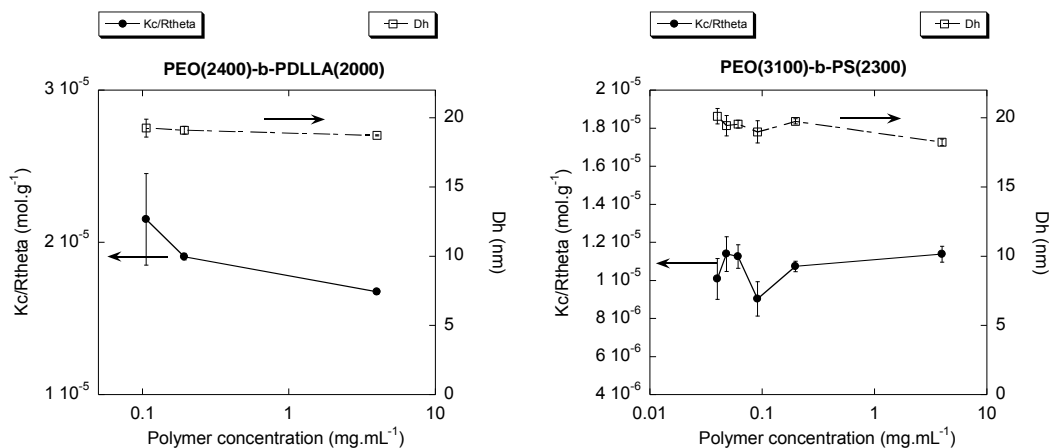 Kc/Rtheta
Dh
PEO(2400)-b-PDLLA(2000)
3 10⁻⁵
2 10⁻⁵
1 10⁻⁵
Kc/Rtheta (mol.g⁻¹)
20
15
10
5
0
Dh (nm)
0.1
1
10
Polymer concentration (mg.mL⁻¹)
Kc/Rtheta
Dh
PEO(3100)-b-PS(2300)
2 10⁻⁵
1.8 10⁻⁵
1.6 10⁻⁵
1.4 10⁻⁵
1.2 10⁻⁵
1 10⁻⁵
8 10⁻⁶
6 10⁻⁶
4 10⁻⁶
Kc/Rtheta (mol.g⁻¹)
20
15
10
5
0
Dh (nm)
0.01
0.1
1
10
Polymer concentration (mg.mL⁻¹)